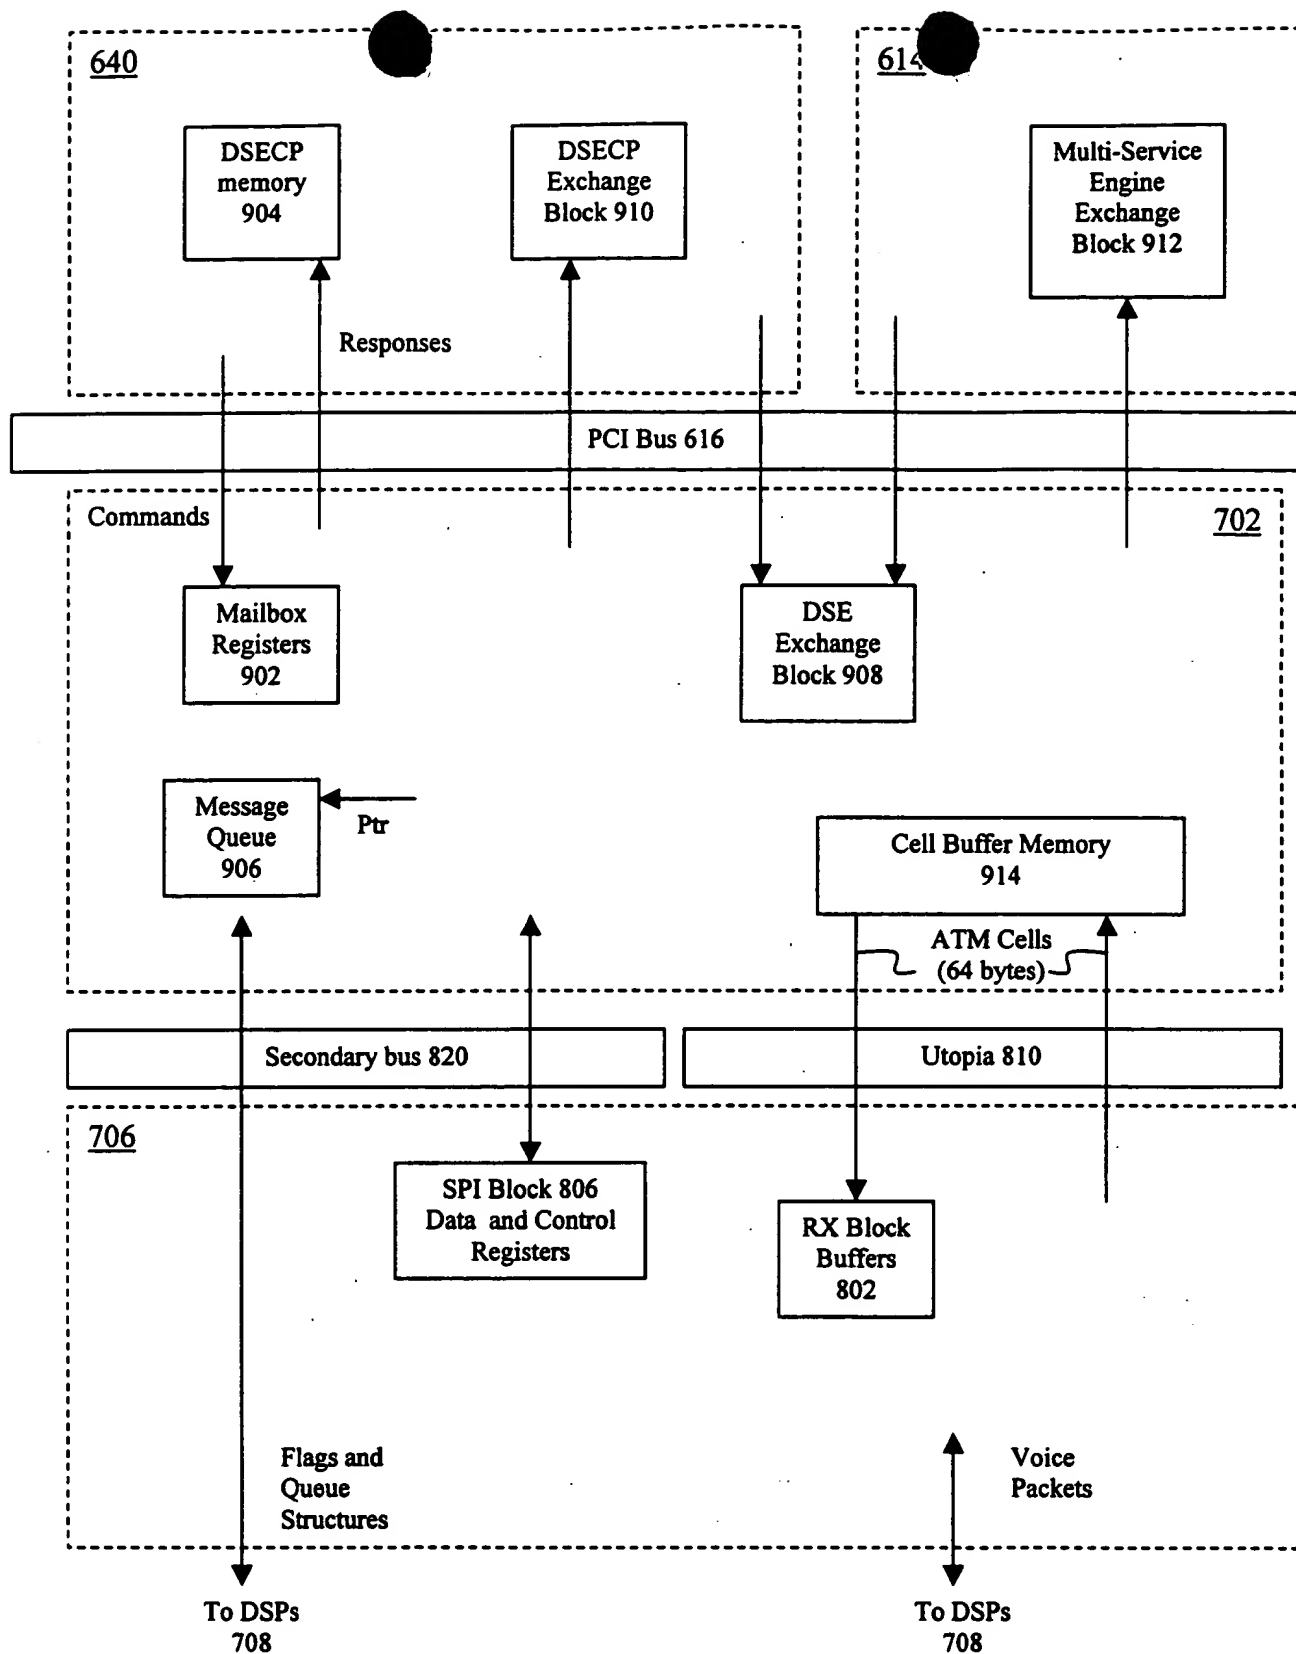 640
614
DSECP
memory
904
DSECP
Exchange
Block 910
Multi-Service
Engine
Exchange
Block 912
Responses
PCI Bus 616
Commands
702
Mailbox
Registers
902
DSE
Exchange
Block 908
Message
Queue
906
Ptr
Cell Buffer Memory
914
ATM Cells
(64 bytes)
Secondary bus 820
Utopia 810
706
SPI Block 806
Data and Control
Registers
RX Block
Buffers
802
Flags and
Queue
Structures
Voice
Packets
To DSPs
708
To DSPs
708